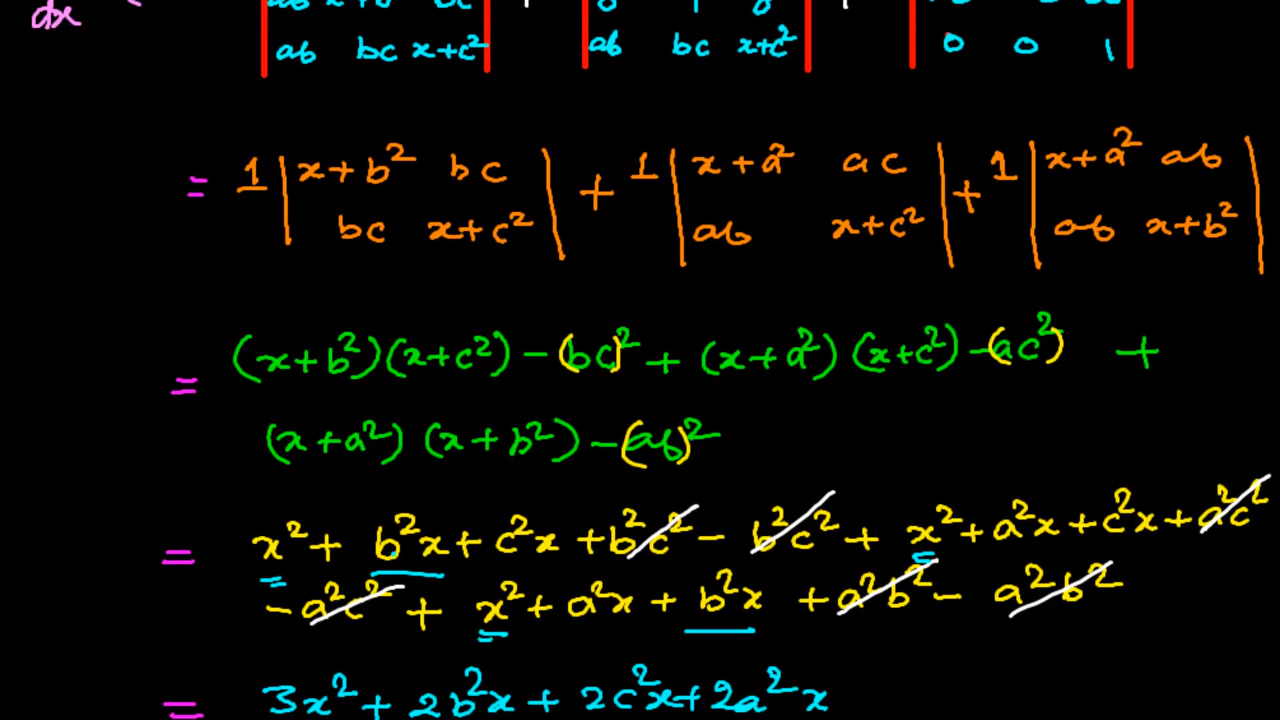 dx
ab bc x+c² | ab bc x+c² | 0 0 1
= 1 | x+b² bc | + 1 | x+a² ac | + 1 | x+a² ab |
| bc x+c² | | ab x+c² | | ab x+b² |
= (x+b²)(x+c²) - (bc)² + (x+a²)(x+c²) - (ac²) +
(x+a²)(x+b²) - (ab)²
= x² + b²x + c²x + b²c² - b²c² + x² + a²x + c²x + a²c²
- a²c² + x² + a²x + b²x + a²b² - a²b²
= 3x² + 2b²x + 2c²x + 2a²x